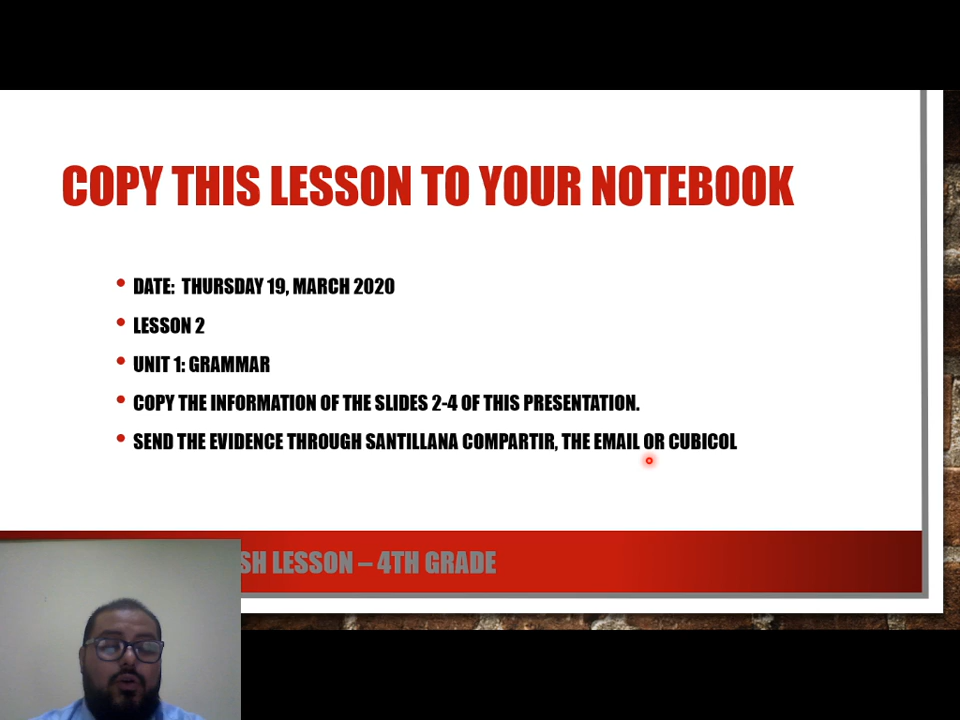 COPY THIS LESSON TO YOUR NOTEBOOK
DATE: THURSDAY 19, MARCH 2020
LESSON 2
UNIT 1: GRAMMAR
COPY THE INFORMATION OF THE SLIDES 2-4 OF THIS PRESENTATION.
SEND THE EVIDENCE THROUGH SANTILLANA COMPARTIR, THE EMAIL OR CUBICOL
SH LESSON – 4TH GRADE